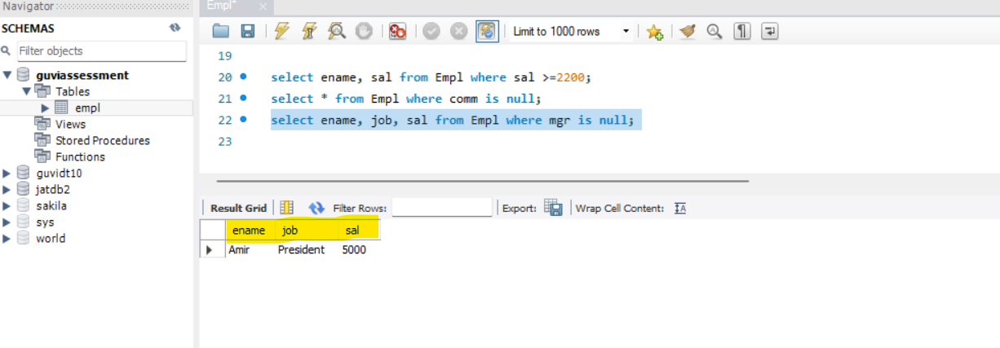 Navigator
Empl*
SCHEMAS
Filter objects
guviassessment
Tables
empl
Views
Stored Procedures
Functions
guvidt10
jatdb2
sakila
sys
world
Limit to 1000 rows
19
20 select ename, sal from Empl where sal >=2200;
21 select * from Empl where comm is null;
22 select ename, job, sal from Empl where mgr is null;
23
Result Grid Filter Rows: Export: Wrap Cell Content: IA
ename job sal
Amir President 5000